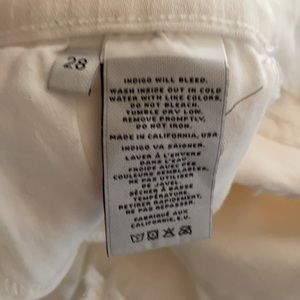 28
INDIGO WILL BLEED.
WASH INSIDE OUT IN COLD
WATER WITH LIKE COLORS,
DO NOT BLEACH,
TUMBLE DRY LOW.
REMOVE PROMPTLY,
DO NOT IRON.
MADE IN CALIFORNIA, USA
INDIGO VA SAIGNER.
LAVER À L'ENVERS
DANS L'EAU
FROIDE AVEC PER
COULEURS SEMBLABLES,
NE PAS UTILISER
DE JAVEL
SÉCHER À BASSE
TEMPÉRATURE,
RETIRER RAPIDEMENT,
NE PAS REPASSER.
FABRIQUÉ AUX
CALIFORNIE, E.U.